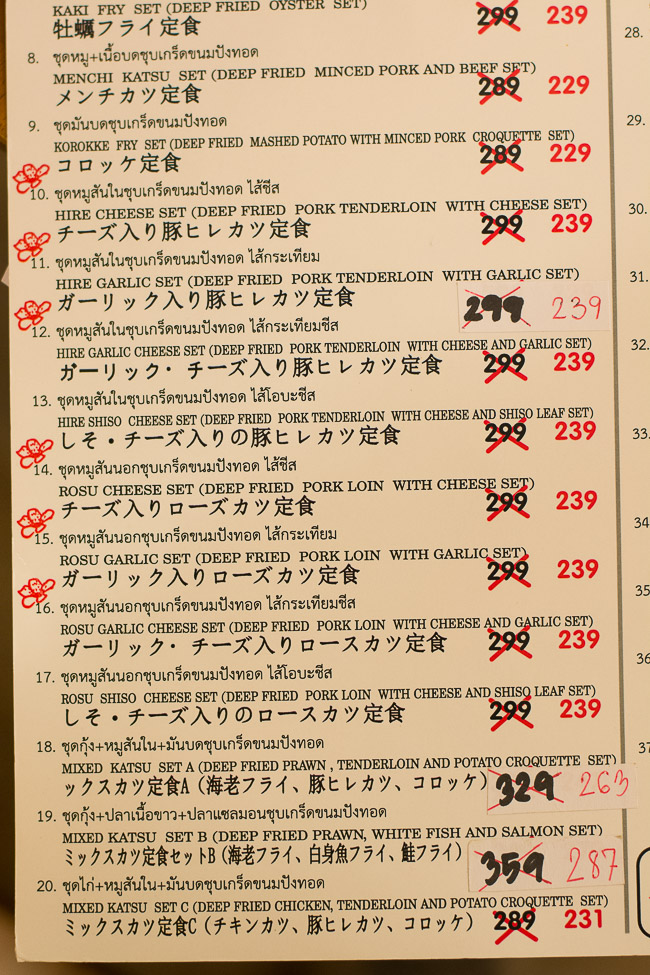 KAKI FRY SET (DEEP FRIED OYSTER SET)
牡蠣フライ定食 299 239
8. ชุดหมู+เนื้อบดชุบเกร็ดขนมปังทอด
MENCHI KATSU SET (DEEP FRIED MINCED PORK AND BEEF SET)
メンチカツ定食 289 229
9. ชุดมันบดชุบเกร็ดขนมปังทอด
KOROKKE FRY SET (DEEP FRIED MASHED POTATO WITH MINCED PORK CROQUETTE SET)
コロッケ定食 289 229
10. ชุดหมูสันในชุบเกร็ดขนมปังทอด ไส้ชีส
HIRE CHEESE SET (DEEP FRIED PORK TENDERLOIN WITH CHEESE SET)
チーズ入り豚ヒレカツ定食 299 239
11. ชุดหมูสันในชุบเกร็ดขนมปังทอด ไส้กระเทียม
HIRE GARLIC SET (DEEP FRIED PORK TENDERLOIN WITH GARLIC SET)
ガーリック入り豚ヒレカツ定食 299 239
12. ชุดหมูสันในชุบเกร็ดขนมปังทอด ไส้กระเทียมชีส
HIRE GARLIC CHEESE SET (DEEP FRIED PORK TENDERLOIN WITH CHEESE AND GARLIC SET)
ガーリック・チーズ入り豚ヒレカツ定食 299 239
13. ชุดหมูสันในชุบเกร็ดขนมปังทอด ไส้โอบะชีส
HIRE SHISO CHEESE SET (DEEP FRIED PORK TENDERLOIN WITH CHEESE AND SHISO LEAF SET)
しそ・チーズ入りの豚ヒレカツ定食 299 239
14. ชุดหมูสันนอกชุบเกร็ดขนมปังทอด ไส้ชีส
ROSU CHEESE SET (DEEP FRIED PORK LOIN WITH CHEESE SET)
チーズ入りローズカツ定食 299 239
15. ชุดหมูสันนอกชุบเกร็ดขนมปังทอด ไส้กระเทียม
ROSU GARLIC SET (DEEP FRIED PORK LOIN WITH GARLIC SET)
ガーリック入りローズカツ定食 299 239
16. ชุดหมูสันนอกชุบเกร็ดขนมปังทอด ไส้กระเทียมชีส
ROSU GARLIC CHEESE SET (DEEP FRIED PORK LOIN WITH CHEESE AND GARLIC SET)
ガーリック・チーズ入りロースカツ定食 299 239
17. ชุดหมูสันนอกชุบเกร็ดขนมปังทอด ไส้โอบะชีส
ROSU SHISO CHEESE SET (DEEP FRIED PORK LOIN WITH CHEESE AND SHISO LEAF SET)
しそ・チーズ入りのロースカツ定食 299 239
18. ชุดกุ้ง+หมูสันใน+มันบดชุบเกร็ดขนมปังทอด
MIXED KATSU SET A (DEEP FRIED PRAWN, TENDERLOIN AND POTATO CROQUETTE SET)
ックスカツ定食A（海老フライ、豚ヒレカツ、コロッケ） 329 263
19. ชุดกุ้ง+ปลาเนื้อขาว+ปลาแซลมอนชุบเกร็ดขนมปังทอด
MIXED KATSU SET B (DEEP FRIED PRAWN, WHITE FISH AND SALMON SET)
ミックスカツ定食セットB（海老フライ、白身魚フライ、鮭フライ） 359 287
20. ชุดไก่+หมูสันใน+มันบดชุบเกร็ดขนมปังทอด
MIXED KATSU SET C (DEEP FRIED CHICKEN, TENDERLOIN AND POTATO CROQUETTE SET)
ミックスカツ定食C（チキンカツ、豚ヒレカツ、コロッケ） 289 231
28.
29.
30.
31.
32.
33.
34
35
36
37